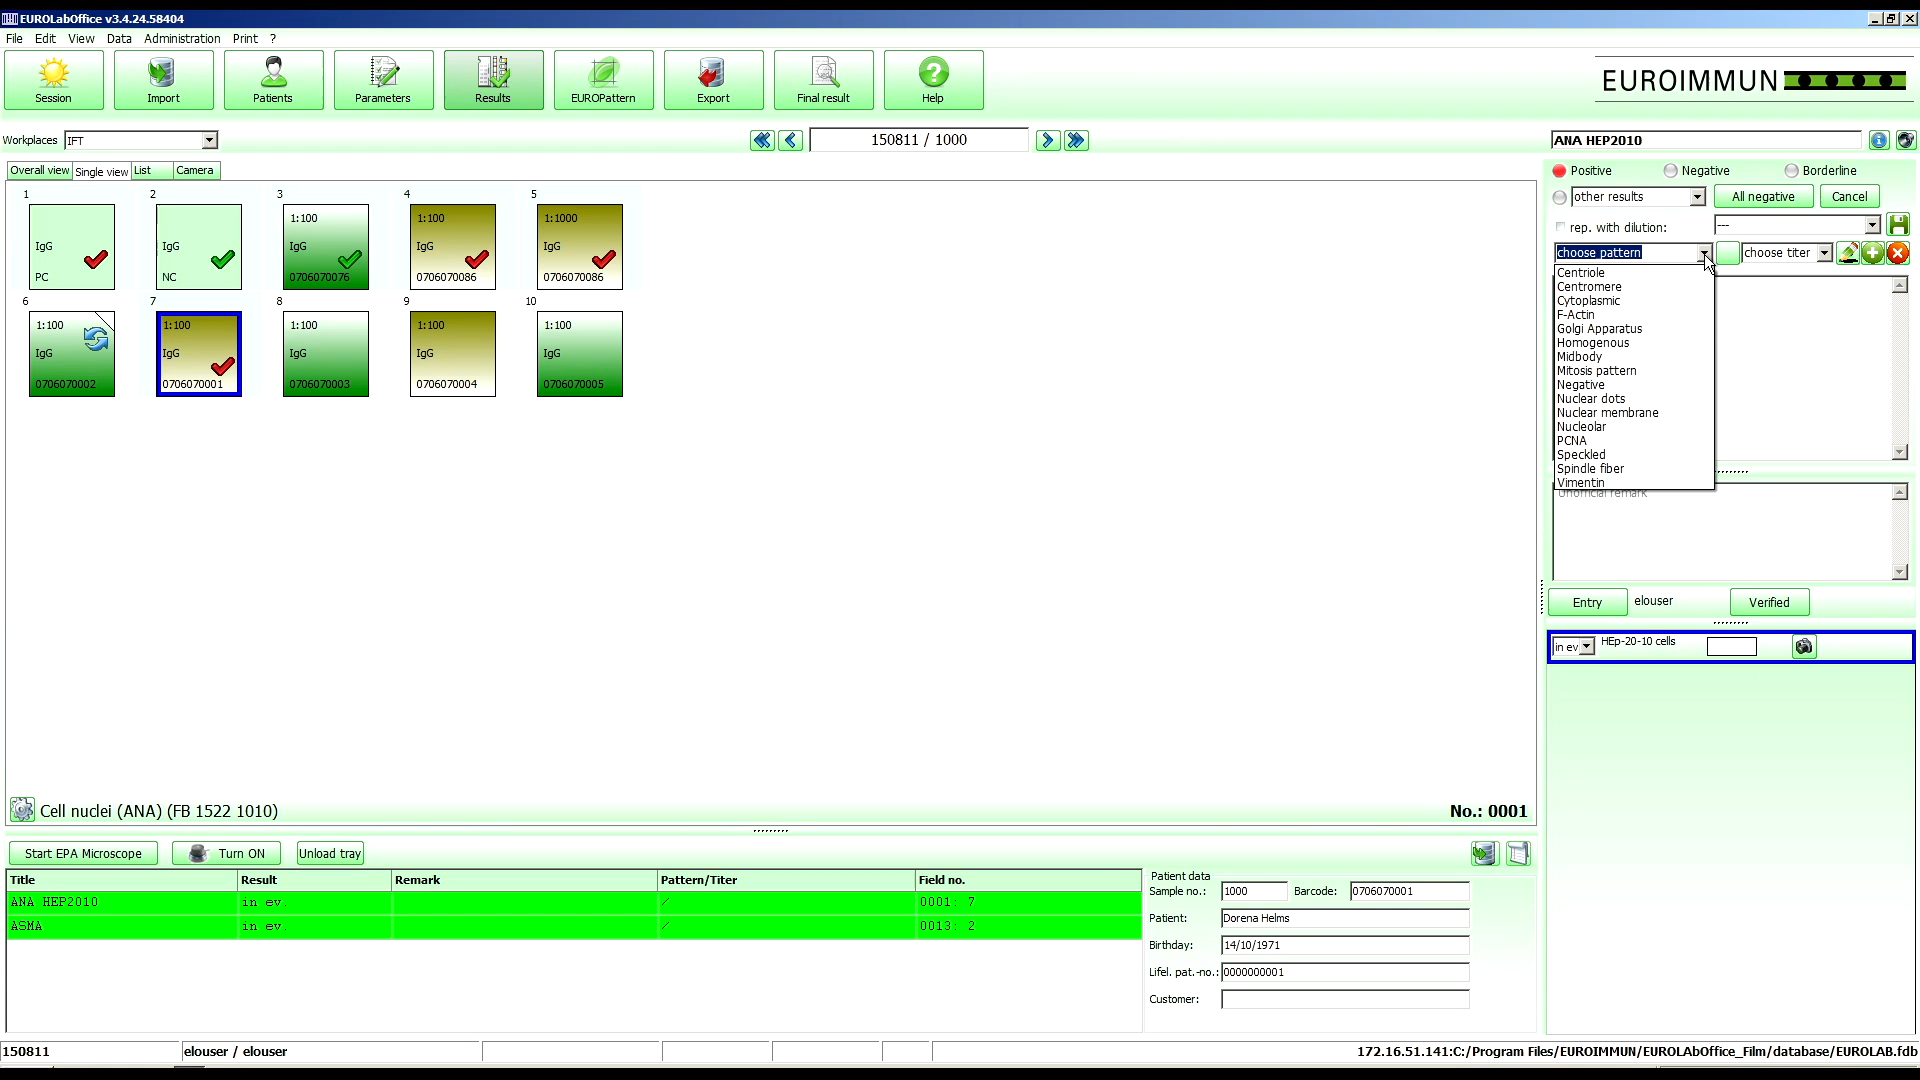 EUROLabOffice v3.4.24.58404
File Edit View Data Administration Print ?
Session Import Patients Parameters Results EUROPattern Export Final result Help
EUROIMMUN
Workplaces IFT
150811 / 1000
ANA HEP2010
Overall view Single view List Camera
Positive Negative Borderline
other results All negative Cancel
rep. with dilution: ---
choose pattern choose titer
Centriole
Centromere
Cytoplasmic
F-Actin
Golgi Apparatus
Homogenous
Midbody
Mitosis pattern
Negative
Nuclear dots
Nuclear membrane
Nucleolar
PCNA
Speckled
Spindle fiber
Vimentin
Unofficial remark
1 2 3 4 5
1:100 1:100 1:1000
IgG IgG IgG IgG IgG
PC NC 0706070076 0706070086 0706070086
6 7 8 9 10
1:100 1:100 1:100 1:100 1:100
IgG IgG IgG IgG IgG
0706070002 0706070001 0706070003 0706070004 0706070005
Entry elouser Verified
in ev HEp-20-10 cells
Cell nuclei (ANA) (FB 1522 1010) No.: 0001
Start EPA Microscope Turn ON Unload tray
Title Result Remark Pattern/Titer Field no.
ANA HEP2010 in ev. / 0001: 7
ASMA in ev. / 0013: 2
Patient data
Sample no.: 1000 Barcode: 0706070001
Patient: Dorena Helms
Birthday: 14/10/1971
Lifel. pat.-no.: 0000000001
Customer:
150811 elouser / elouser 172.16.51.141:C:/Program Files/EUROIMMUN/EUROLAbOffice_Film/database/EUROLAB.fdb